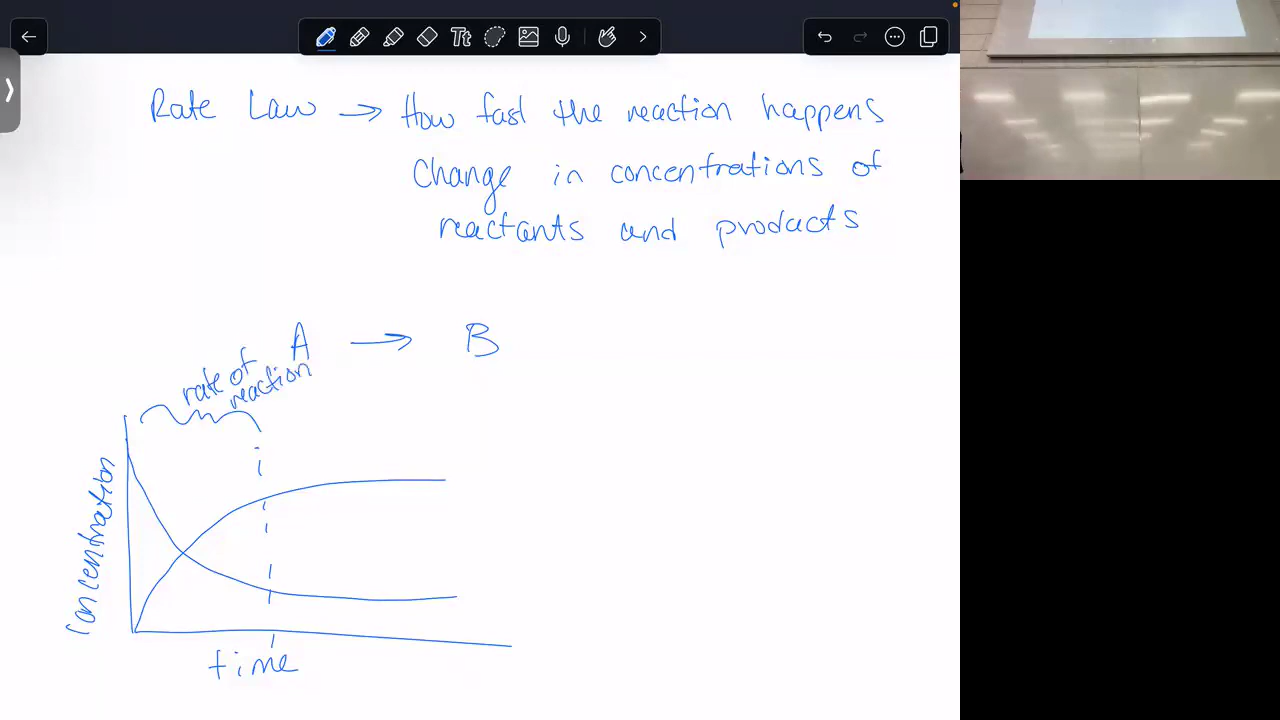 Tt
Rate Law → How fast the reaction happens
Change in concentrations of
reactants and products
A → B
rate of
reaction
Concentration
time